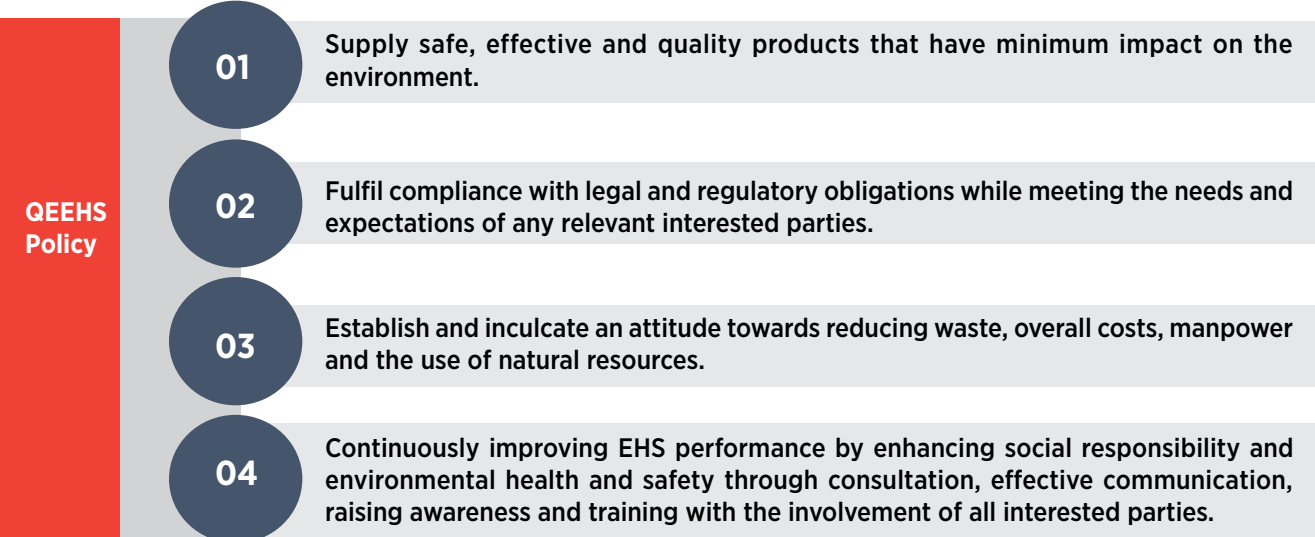 QEEHS
Policy
01
Supply safe, effective and quality products that have minimum impact on the
environment.
02
Fulfil compliance with legal and regulatory obligations while meeting the needs and
expectations of any relevant interested parties.
03
Establish and inculcate an attitude towards reducing waste, overall costs, manpower
and the use of natural resources.
04
Continuously improving EHS performance by enhancing social responsibility and
environmental health and safety through consultation, effective communication,
raising awareness and training with the involvement of all interested parties.